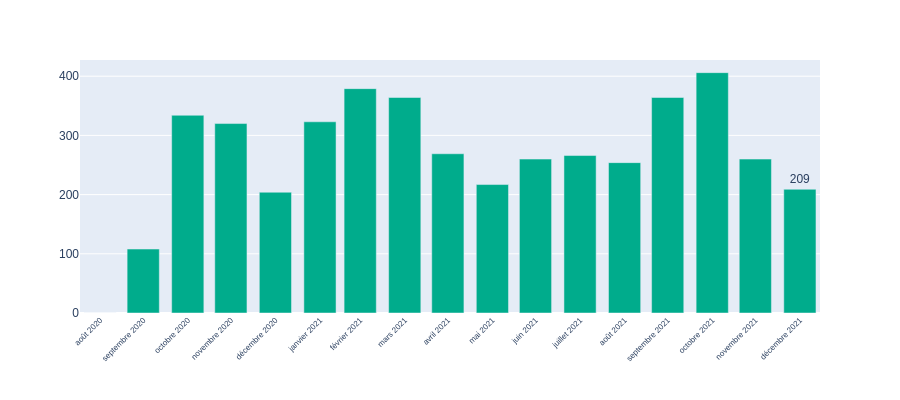 400
300
200
100
0
209
août 2020
septembre 2020
octobre 2020
novembre 2020
décembre 2020
janvier 2021
février 2021
mars 2021
avril 2021
mai 2021
juin 2021
juillet 2021
août 2021
septembre 2021
octobre 2021
novembre 2021
décembre 2021